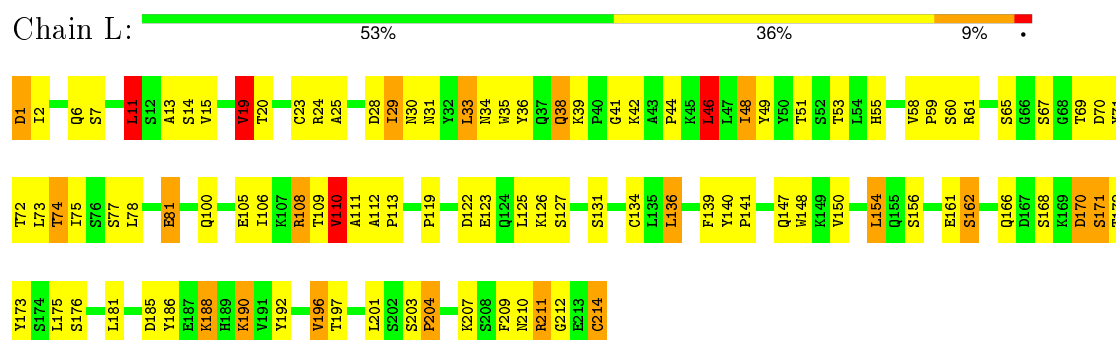 Chain L:
53% 36% 9% •
D1 I2 Q6 S7 L11 S12 A13 S14 V15 V19 T20 C23 R24 A25 D28 I29 N30 N31 Y32 L33 N34 W35 Y36 Q37 Q38 K39 P40 G41 K42 A43 P44 K45 L46 L47 I48 Y49 Y50 T51 S52 T53 L54 H55 V58 P59 S60 R61 S65 G66 S67 G68 T69 D70 Y71
T72 L73 T74 I75 S76 S77 L78 E81 Q100 E105 I106 K107 R108 T109 V110 A111 A112 P113 P119 D122 E123 Q124 L125 K126 S127 S131 C134 L135 L136 F139 Y140 P141 Q147 W148 K149 V150 L154 Q155 S156 E161 S162 Q166 D167 S168 K169 D170 S171 T172
Y173 S174 L175 S176 L181 D185 Y186 E187 K188 H189 K190 V191 Y192 V196 T197 L201 S202 S203 P204 K207 S208 F209 N210 R211 G212 E213 C214